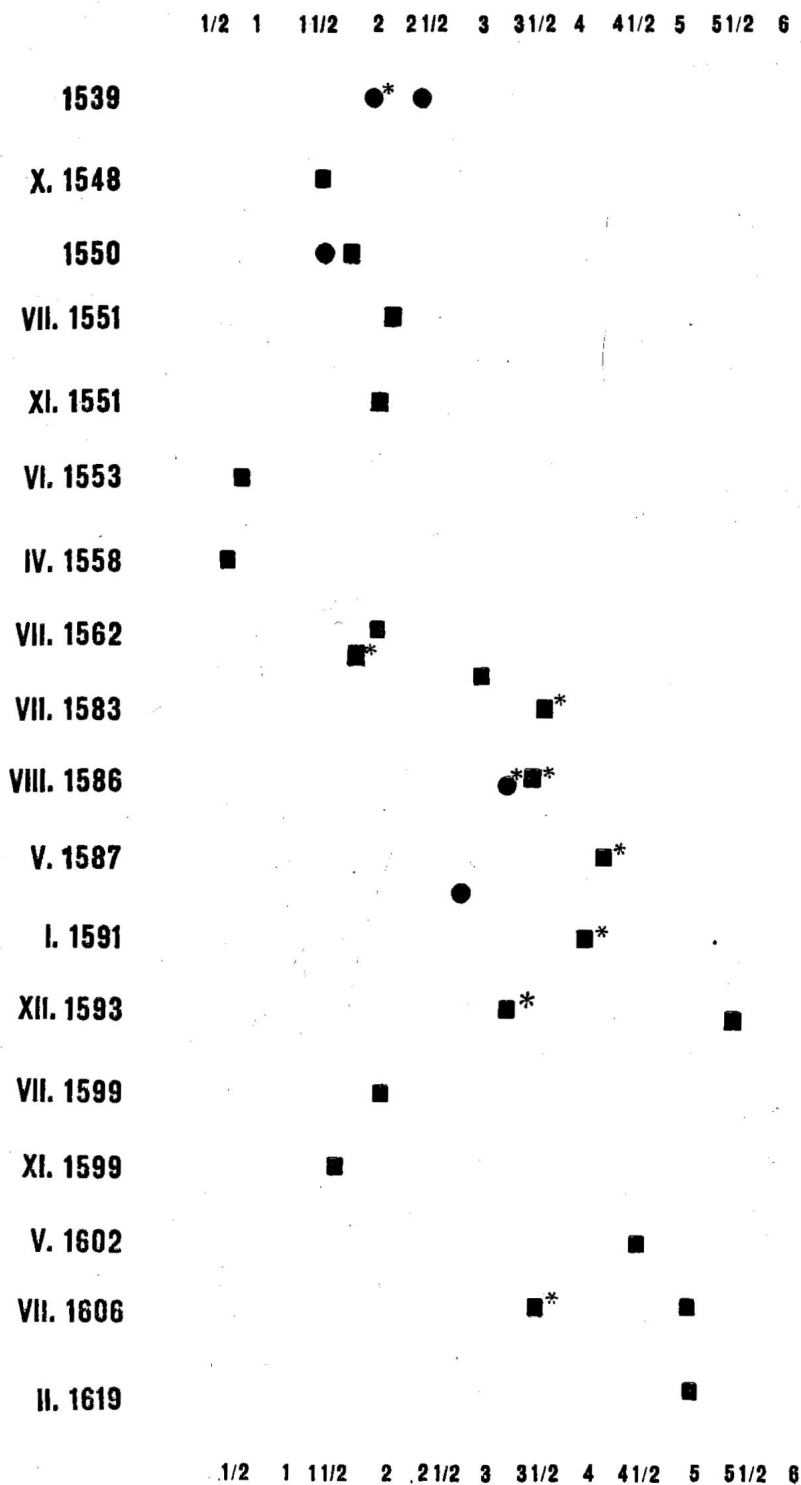 1/2 1 11/2 2 21/2 3 31/2 4 41/2 5 51/2 6
1539 *
X. 1548
1550
VII. 1551
XI. 1551
VI. 1553
IV. 1558
VII. 1562
*
VII. 1583 *
VIII. 1586 * *
V. 1587 *
I. 1591 *
XII. 1593 *
VII. 1599
XI. 1599
V. 1602
VII. 1606 *
II. 1619
1/2 1 11/2 2 21/2 3 31/2 4 41/2 5 51/2 6